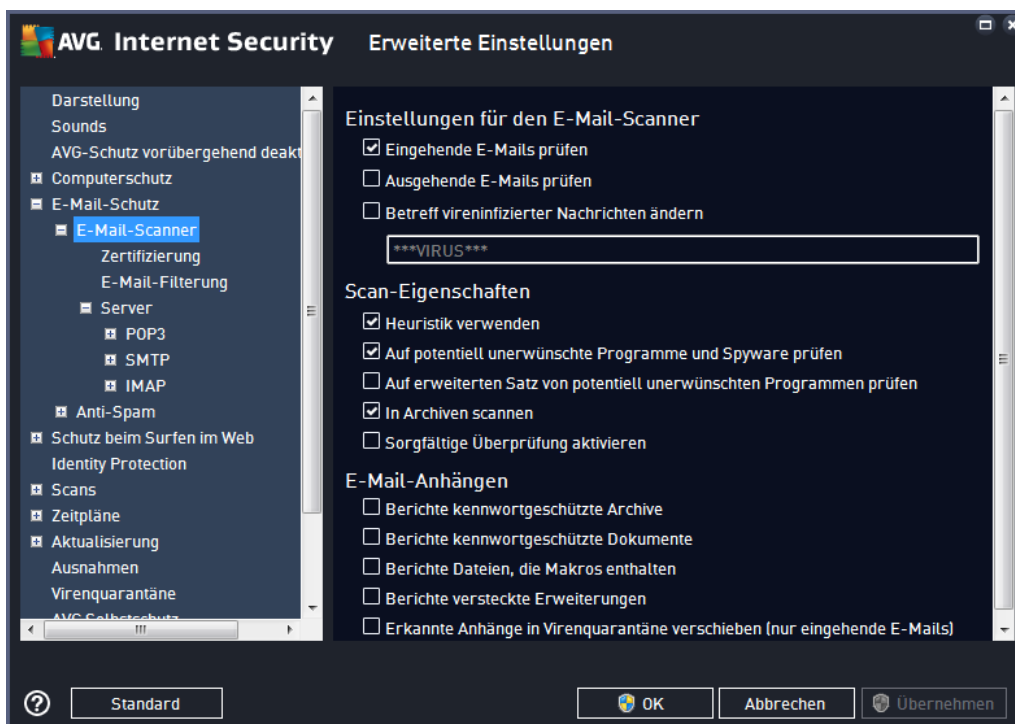 AVG. Internet Security Erweiterte Einstellungen
Darstellung
Sounds
AVG-Schutz vorübergehend deakt
Computerschutz
E-Mail-Schutz
E-Mail-Scanner
Zertifizierung
E-Mail-Filterung
Server
POP3
SMTP
IMAP
Anti-Spam
Schutz beim Surfen im Web
Identity Protection
Scans
Zeitpläne
Aktualisierung
Ausnahmen
Virenquarantäne
AVG Selbstschutz
Einstellungen für den E-Mail-Scanner
Eingehende E-Mails prüfen
Ausgehende E-Mails prüfen
Betreff vireninfizierter Nachrichten ändern
***VIRUS***
Scan-Eigenschaften
Heuristik verwenden
Auf potentiell unerwünschte Programme und Spyware prüfen
Auf erweiterten Satz von potentiell unerwünschten Programmen prüfen
In Archiven scannen
Sorgfältige Überprüfung aktivieren
E-Mail-Anhängen
Berichte kennwortgeschützte Archive
Berichte kennwortgeschützte Dokumente
Berichte Dateien, die Makros enthalten
Berichte versteckte Erweiterungen
Erkannte Anhänge in Virenquarantäne verschieben (nur eingehende E-Mails)
? Standard OK Abbrechen Übernehmen